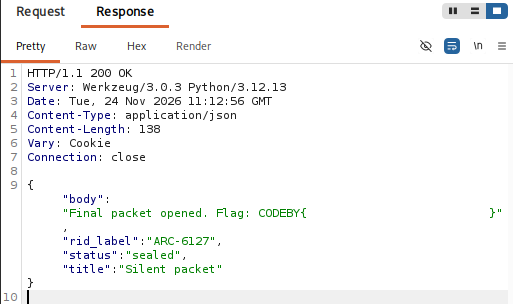 Request Response
Pretty Raw Hex Render \n
1 HTTP/1.1 200 OK
2 Server: Werkzeug/3.0.3 Python/3.12.13
3 Date: Tue, 24 Nov 2026 11:12:56 GMT
4 Content-Type: application/json
5 Content-Length: 138
6 Vary: Cookie
7 Connection: close
8
9 {
"body":
"Final packet opened. Flag: CODEBY{ }"
,
"rid_label":"ARC-6127",
"status":"sealed",
"title":"Silent packet"
}
10